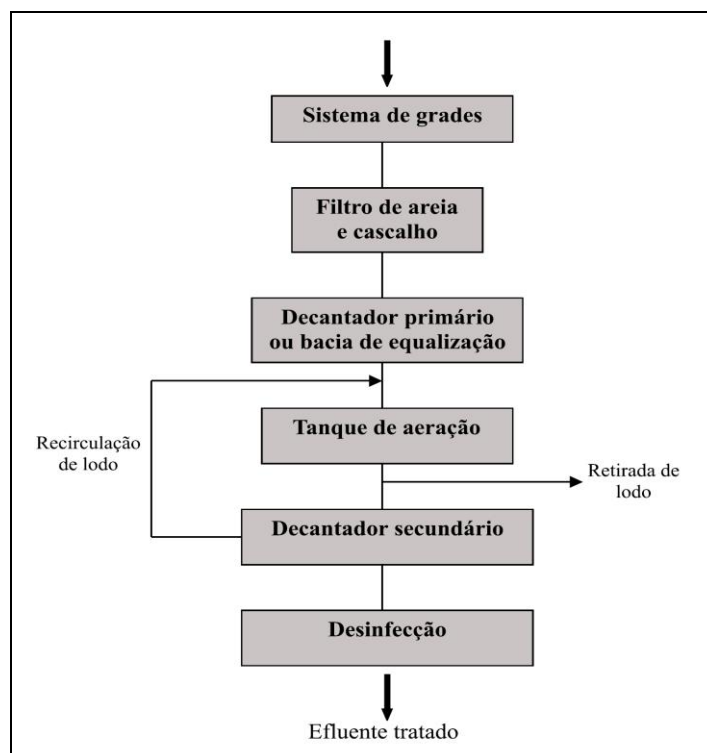 Sistema de grades
Filtro de areia
e cascalho
Decantador primário
ou bacia de equalização
Recirculação
de lodo
Tanque de aeração
Retirada de
lodo
Decantador secundário
Desinfecção
Efluente tratado